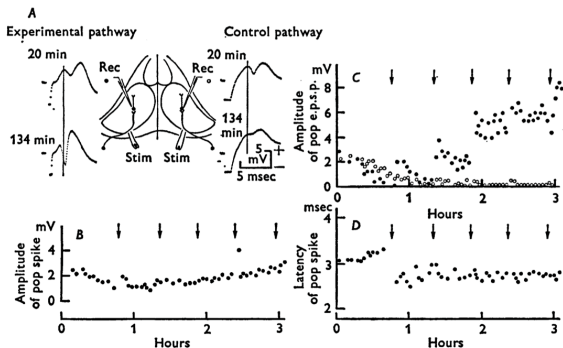 A
Experimental pathway
Control pathway
20 min
Rec
Rec
20 min
134 min
134
min
Stim
Stim
5
mV
+
−
5 msec
mV
C
8
6
4
2
0
Amplitude
of pop e.p.s.p.
0
1
2
3
Hours
mV
B
6
4
2
0
Amplitude
of pop spike
0
1
2
3
Hours
msec
D
4
3
2
Latency
of pop spike
0
1
2
3
Hours